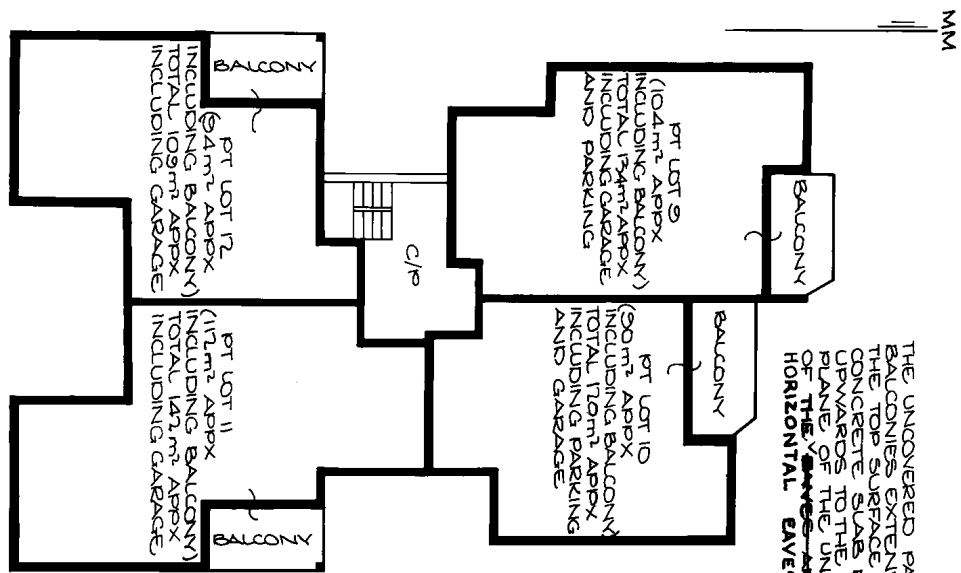 MM
BALCONY
PT LOT 12
(94m² APPX
INCLUDING BALCONY)
TOTAL 109m² APPX
INCLUDING GARAGE
PT LOT 9
(104m² APPX
INCLUDING BALCONY)
TOTAL 134m² APPX
INCLUDING GARAGE
AND PARKING
BALCONY
C/P
PT LOT 11
(112m² APPX
INCLUDING BALCONY)
TOTAL 142m² APPX
INCLUDING GARAGE
BALCONY
PT LOT 10
(90m² APPX
INCLUDING BALCONY)
TOTAL 120m² APPX
INCLUDING PARKING
AND GARAGE
BALCONY
THE UNCOVERED PA
BALCONIES EXTEN
THE TOP SURFACE
CONCRETE SLAB
UPWARDS TO THE
PLANE OF THE UN
OF THE
HORIZONTAL EAVES